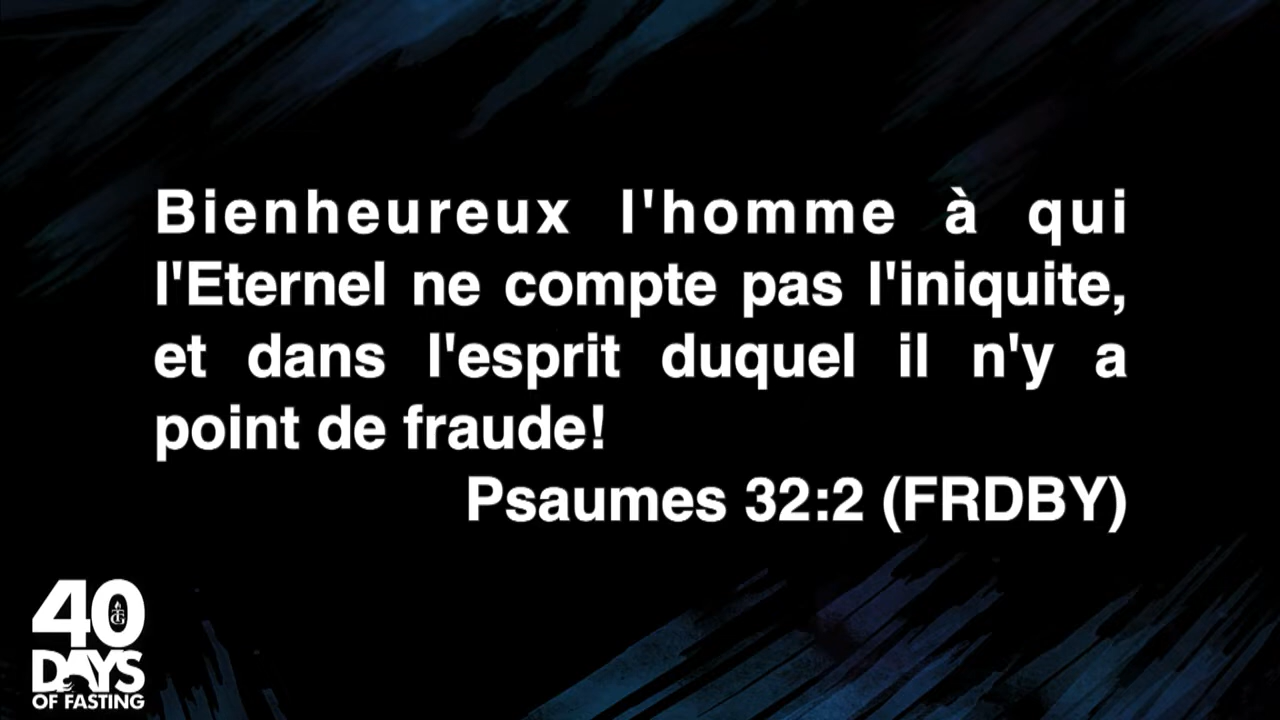 Bienheureux l'homme à qui
l'Eternel ne compte pas l'iniquite,
et dans l'esprit duquel il n'y a
point de fraude!
Psaumes 32:2 (FRDBY)
40
DAYS
OF FASTING